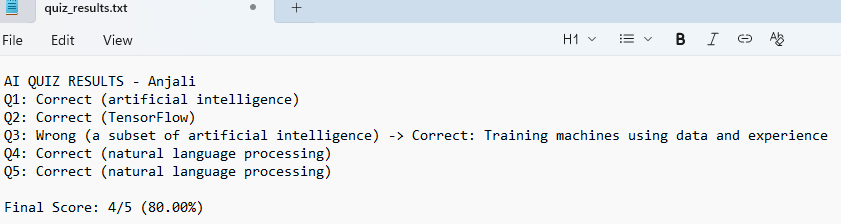 quiz_results.txt
File Edit View H1 B I
AI QUIZ RESULTS - Anjali
Q1: Correct (artificial intelligence)
Q2: Correct (TensorFlow)
Q3: Wrong (a subset of artificial intelligence) -> Correct: Training machines using data and experience
Q4: Correct (natural language processing)
Q5: Correct (natural language processing)
Final Score: 4/5 (80.00%)